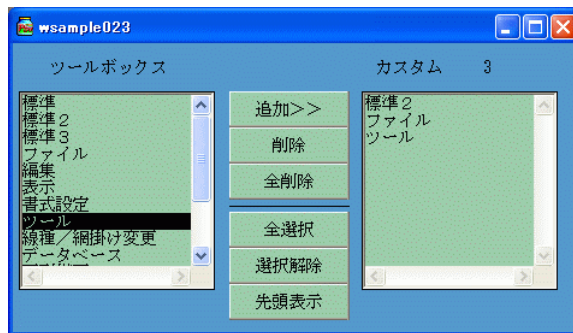 wsample023
ツールボックス
カスタム 3
標準
標準２
標準３
ファイル
編集
表示
書式設定
ツール
線種／網掛け変更
データベース
追加>>
削除
全削除
全選択
選択解除
先頭表示
標準２
ファイル
ツール